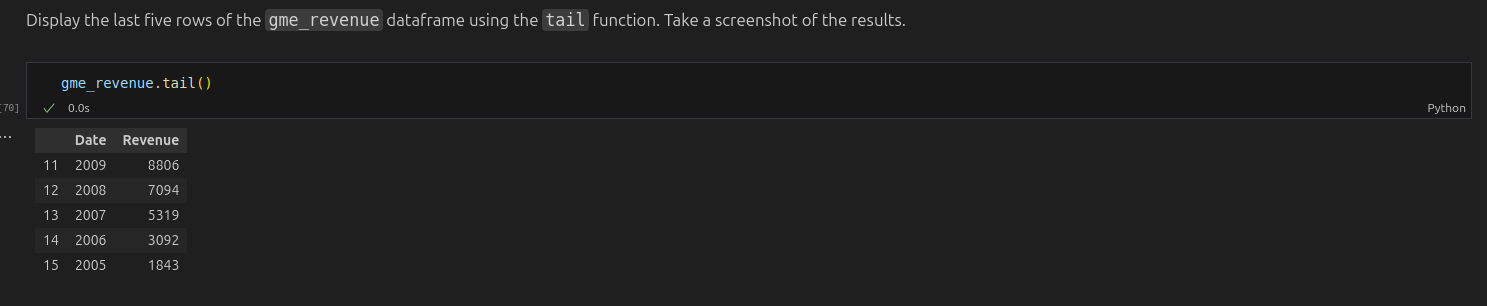 Display the last five rows of the gme_revenue dataframe using the tail function. Take a screenshot of the results.
gme_revenue.tail()
[70]
0.0s
Python
...
Date Revenue
11 2009 8806
12 2008 7094
13 2007 5319
14 2006 3092
15 2005 1843